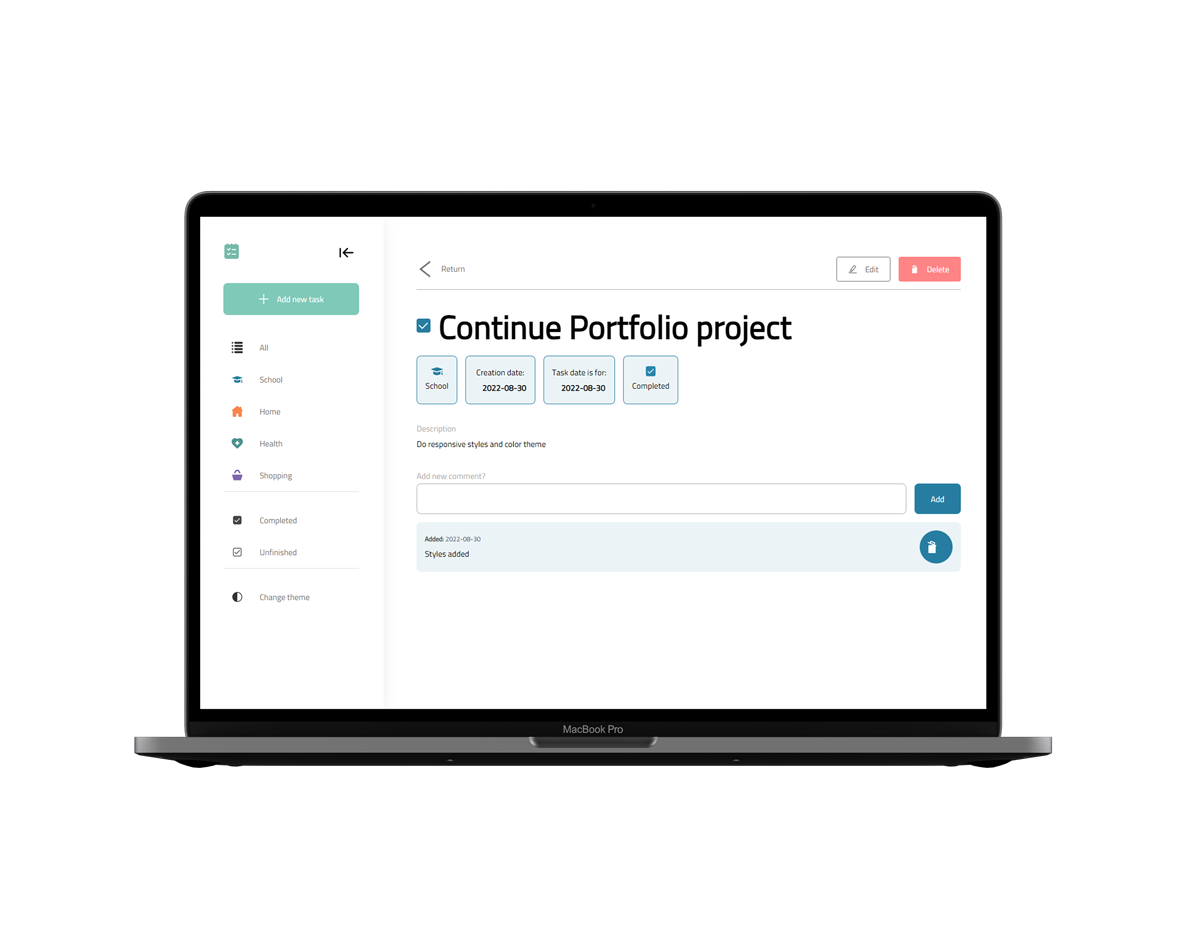 Add new task
All
School
Home
Health
Shopping
Completed
Unfinished
Change theme
Return
Edit
Delete
Continue Portfolio project
School
Creation date:
2022-08-30
Task date is for:
2022-08-30
Completed
Description
Do responsive styles and color theme
Add new comment?
Add
Added: 2022-08-30
Styles added
MacBook Pro